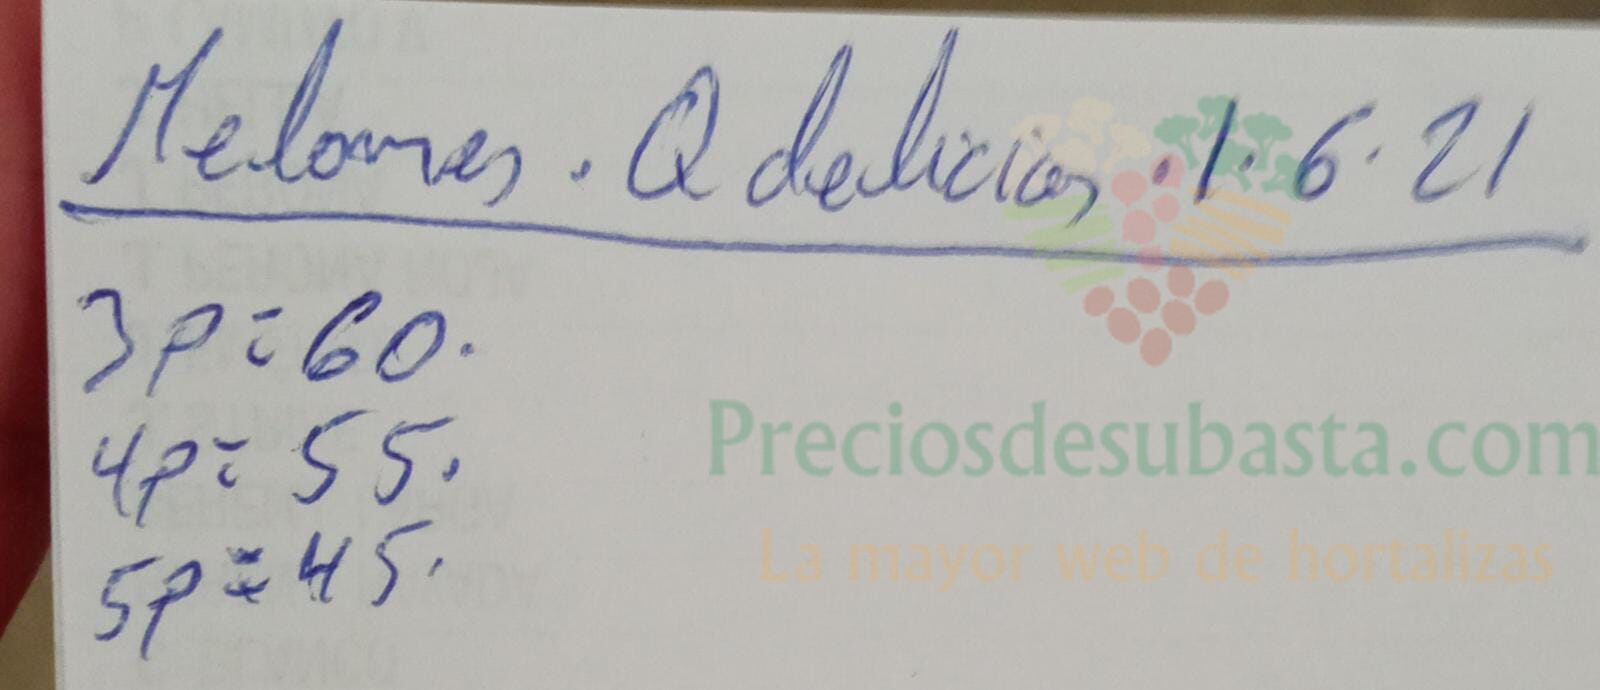 Melones. Q delicias. 1.6.21
3P = 60.
4P = 55.
5P = 45.
Preciosdesubasta.com
La mayor web de hortalizas